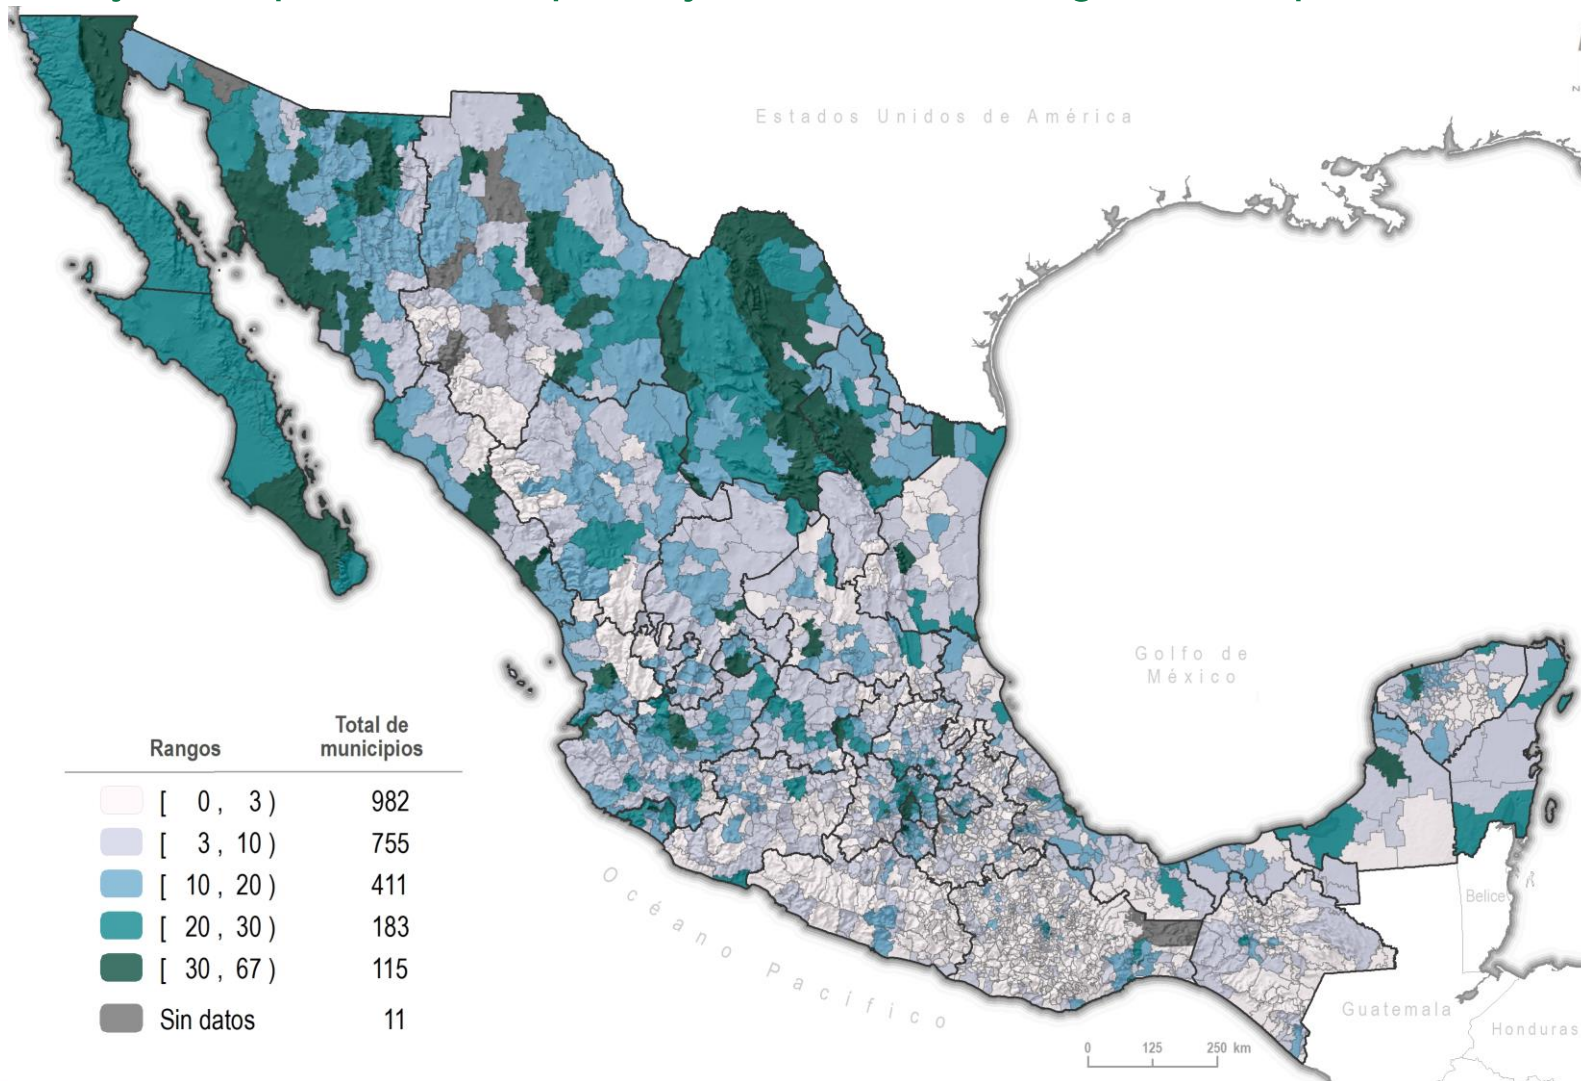 Estados Unidos de América
Golfo de
México
Océano Pacífico
Belice
Guatemala
Honduras
Rangos Total de municipios
[ 0 , 3 ) 982
[ 3 , 10 ) 755
[ 10 , 20 ) 411
[ 20 , 30 ) 183
[ 30 , 67 ) 115
Sin datos 11
0 125 250 km